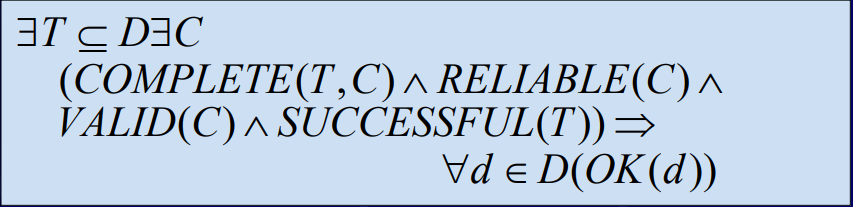 ∃T ⊆ D∃C
(COMPLETE(T,C) ∧ RELIABLE(C) ∧
VALID(C) ∧ SUCCESSFUL(T)) ⇒
∀d ∈ D(OK(d))